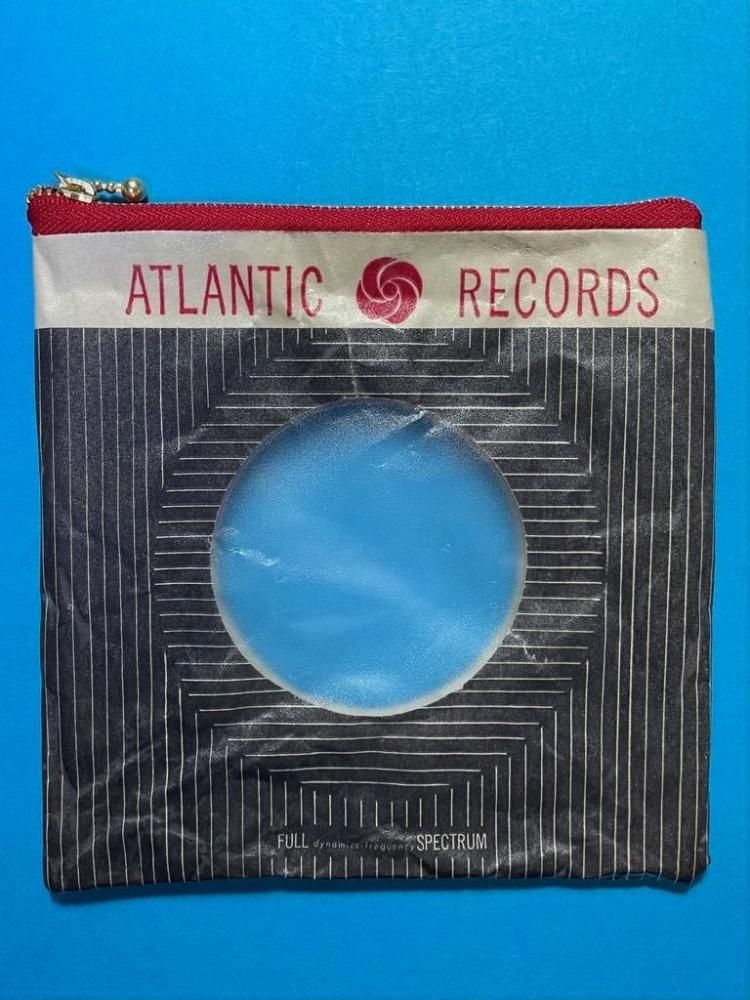 ATLANTIC RECORDS
FULL dynamics-frequency SPECTRUM